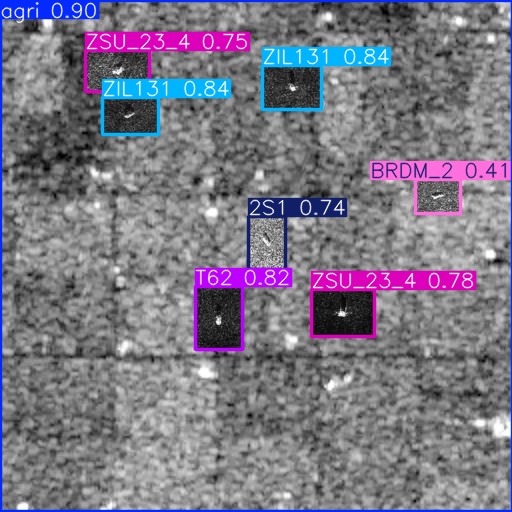 agri 0.90
ZSU_23_4 0.75
ZIL131 0.84
ZIL131 0.84
BRDM_2 0.41
2S1 0.74
T62 0.82
ZSU_23_4 0.78